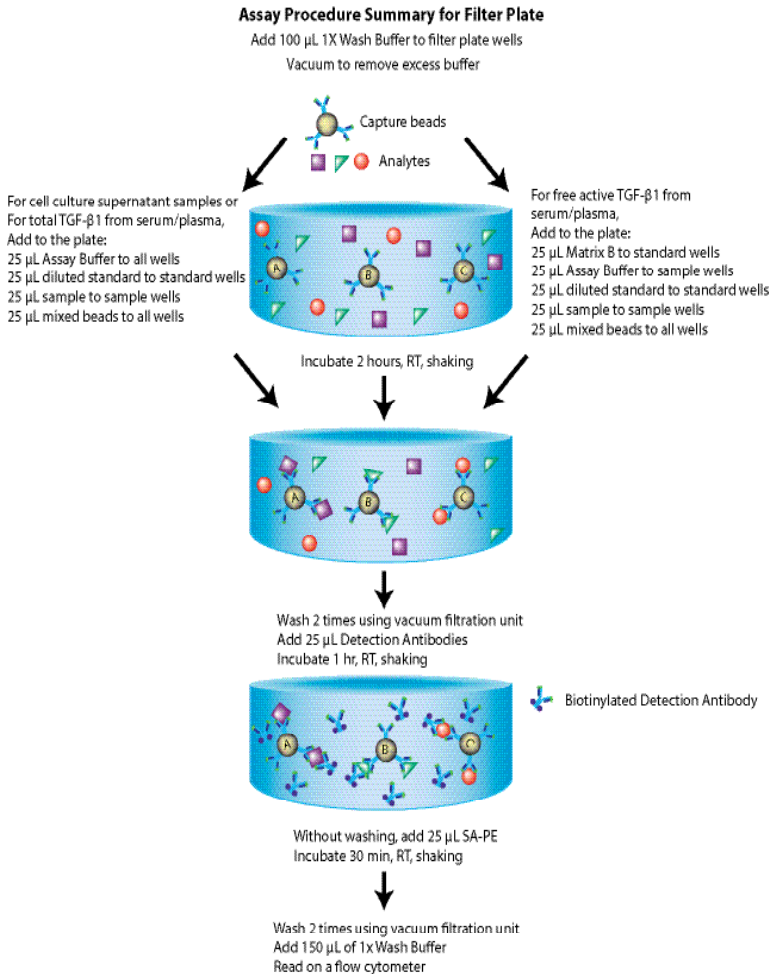 Assay Procedure Summary for Filter Plate
Add 100 µL 1X Wash Buffer to filter plate wells
Vacuum to remove excess buffer
Capture beads
Analytes
For cell culture supernatant samples or
For total TGF-β1 from serum/plasma,
Add to the plate:
25 µL Assay Buffer to all wells
25 µL diluted standard to standard wells
25 µL sample to sample wells
25 µL mixed beads to all wells
For free active TGF-β1 from
serum/plasma,
Add to the plate:
25 µL Matrix B to standard wells
25 µL Assay Buffer to sample wells
25 µL diluted standard to standard wells
25 µL sample to sample wells
25 µL mixed beads to all wells
A
B
C
Incubate 2 hours, RT, shaking
A
B
C
Wash 2 times using vacuum filtration unit
Add 25 µL Detection Antibodies
Incubate 1 hr, RT, shaking
Biotinylated Detection Antibody
A
B
C
Without washing, add 25 µL SA-PE
Incubate 30 min, RT, shaking
Wash 2 times using vacuum filtration unit
Add 150 µL of 1x Wash Buffer
Read on a flow cytometer